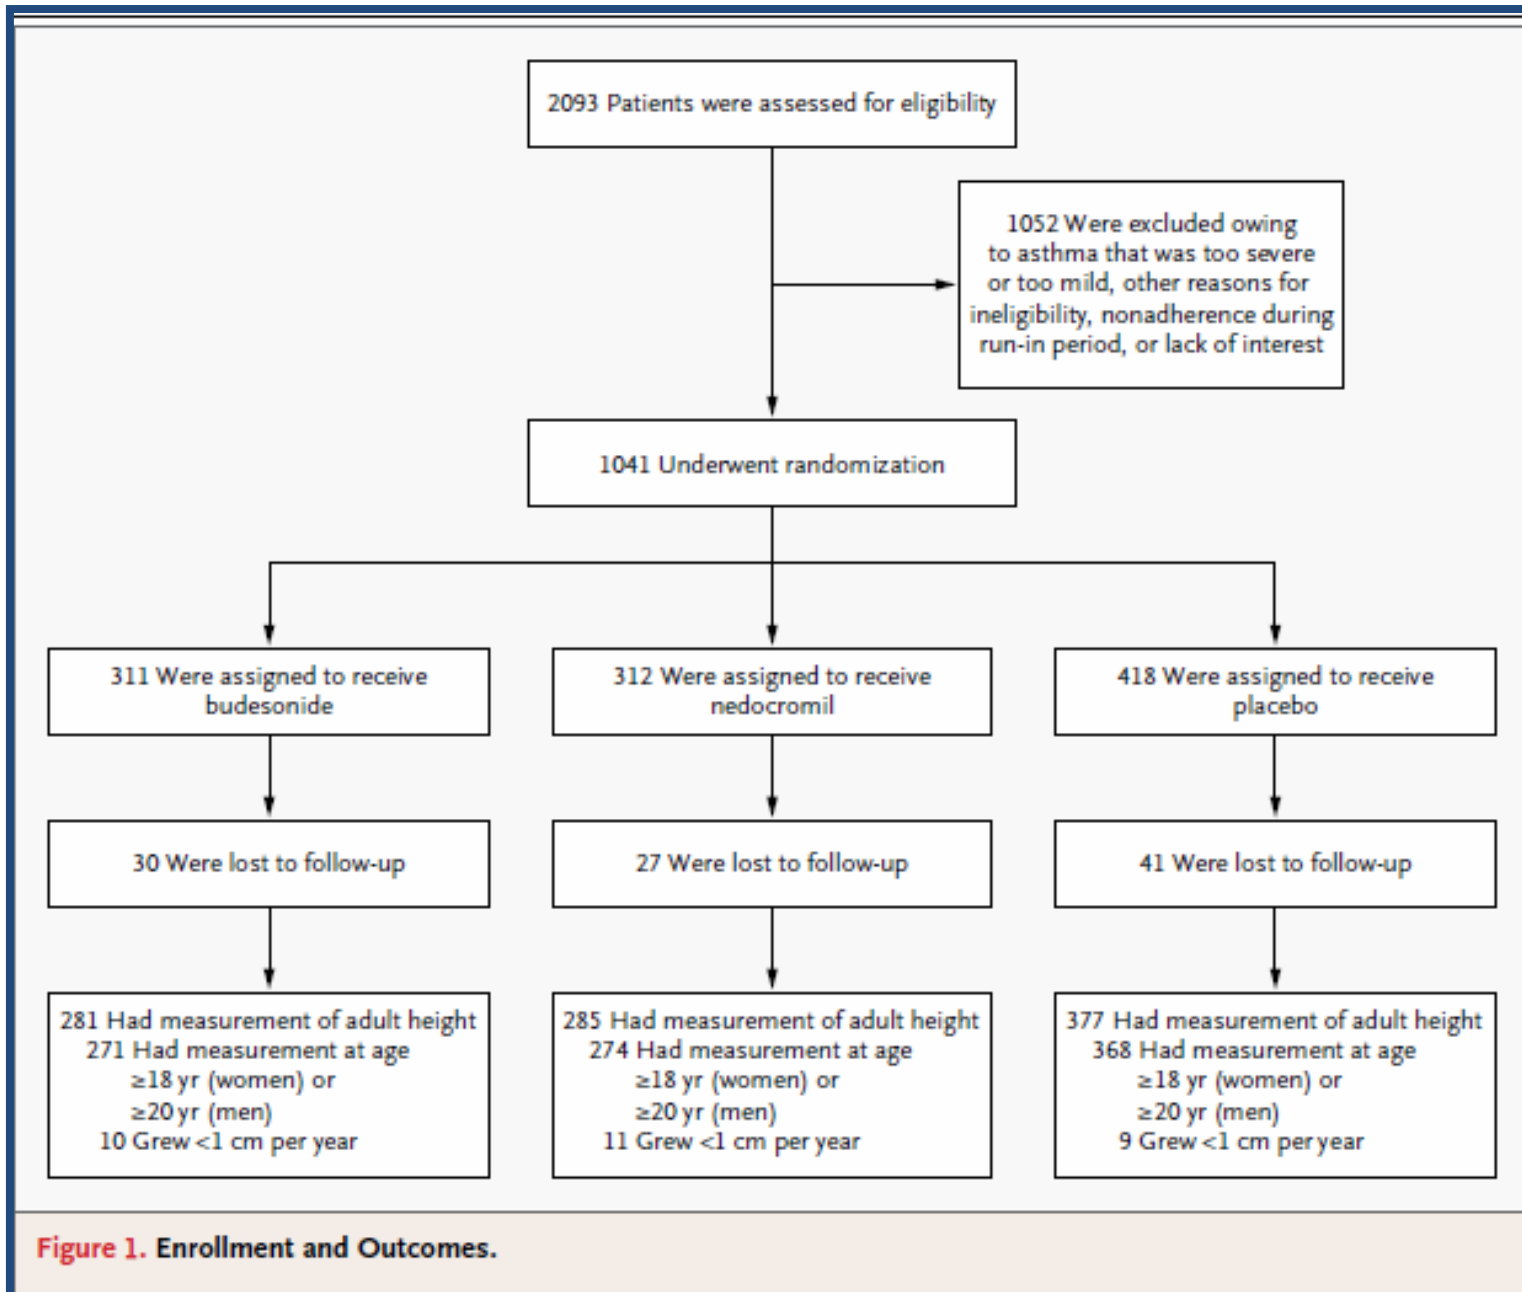 2093 Patients were assessed for eligibility
1052 Were excluded owing
to asthma that was too severe
or too mild, other reasons for
ineligibility, nonadherence during
run-in period, or lack of interest
1041 Underwent randomization
311 Were assigned to receive
budesonide
312 Were assigned to receive
nedocromil
418 Were assigned to receive
placebo
30 Were lost to follow-up
27 Were lost to follow-up
41 Were lost to follow-up
281 Had measurement of adult height
271 Had measurement at age
≥18 yr (women) or
≥20 yr (men)
10 Grew <1 cm per year
285 Had measurement of adult height
274 Had measurement at age
≥18 yr (women) or
≥20 yr (men)
11 Grew <1 cm per year
377 Had measurement of adult height
368 Had measurement at age
≥18 yr (women) or
≥20 yr (men)
9 Grew <1 cm per year
Figure 1. Enrollment and Outcomes.